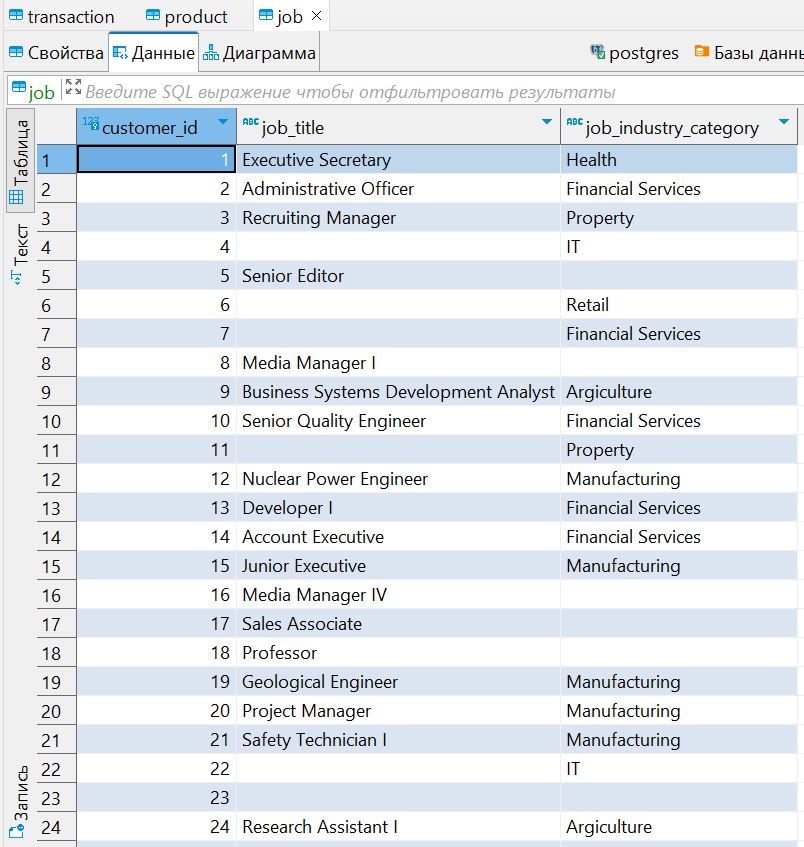 transaction product job
Свойства Данные Диаграмма postgres Базы данн
job Введите SQL выражение чтобы отфильтровать результаты
Таблица
Текст
Запись
123 customer_id ABC job_title ABC job_industry_category
1 1 Executive Secretary Health
2 2 Administrative Officer Financial Services
3 3 Recruiting Manager Property
4 4 IT
5 5 Senior Editor
6 6 Retail
7 7 Financial Services
8 8 Media Manager I
9 9 Business Systems Development Analyst Argiculture
10 10 Senior Quality Engineer Financial Services
11 11 Property
12 12 Nuclear Power Engineer Manufacturing
13 13 Developer I Financial Services
14 14 Account Executive Financial Services
15 15 Junior Executive Manufacturing
16 16 Media Manager IV
17 17 Sales Associate
18 18 Professor
19 19 Geological Engineer Manufacturing
20 20 Project Manager Manufacturing
21 21 Safety Technician I Manufacturing
22 22 IT
23 23
24 24 Research Assistant I Argiculture